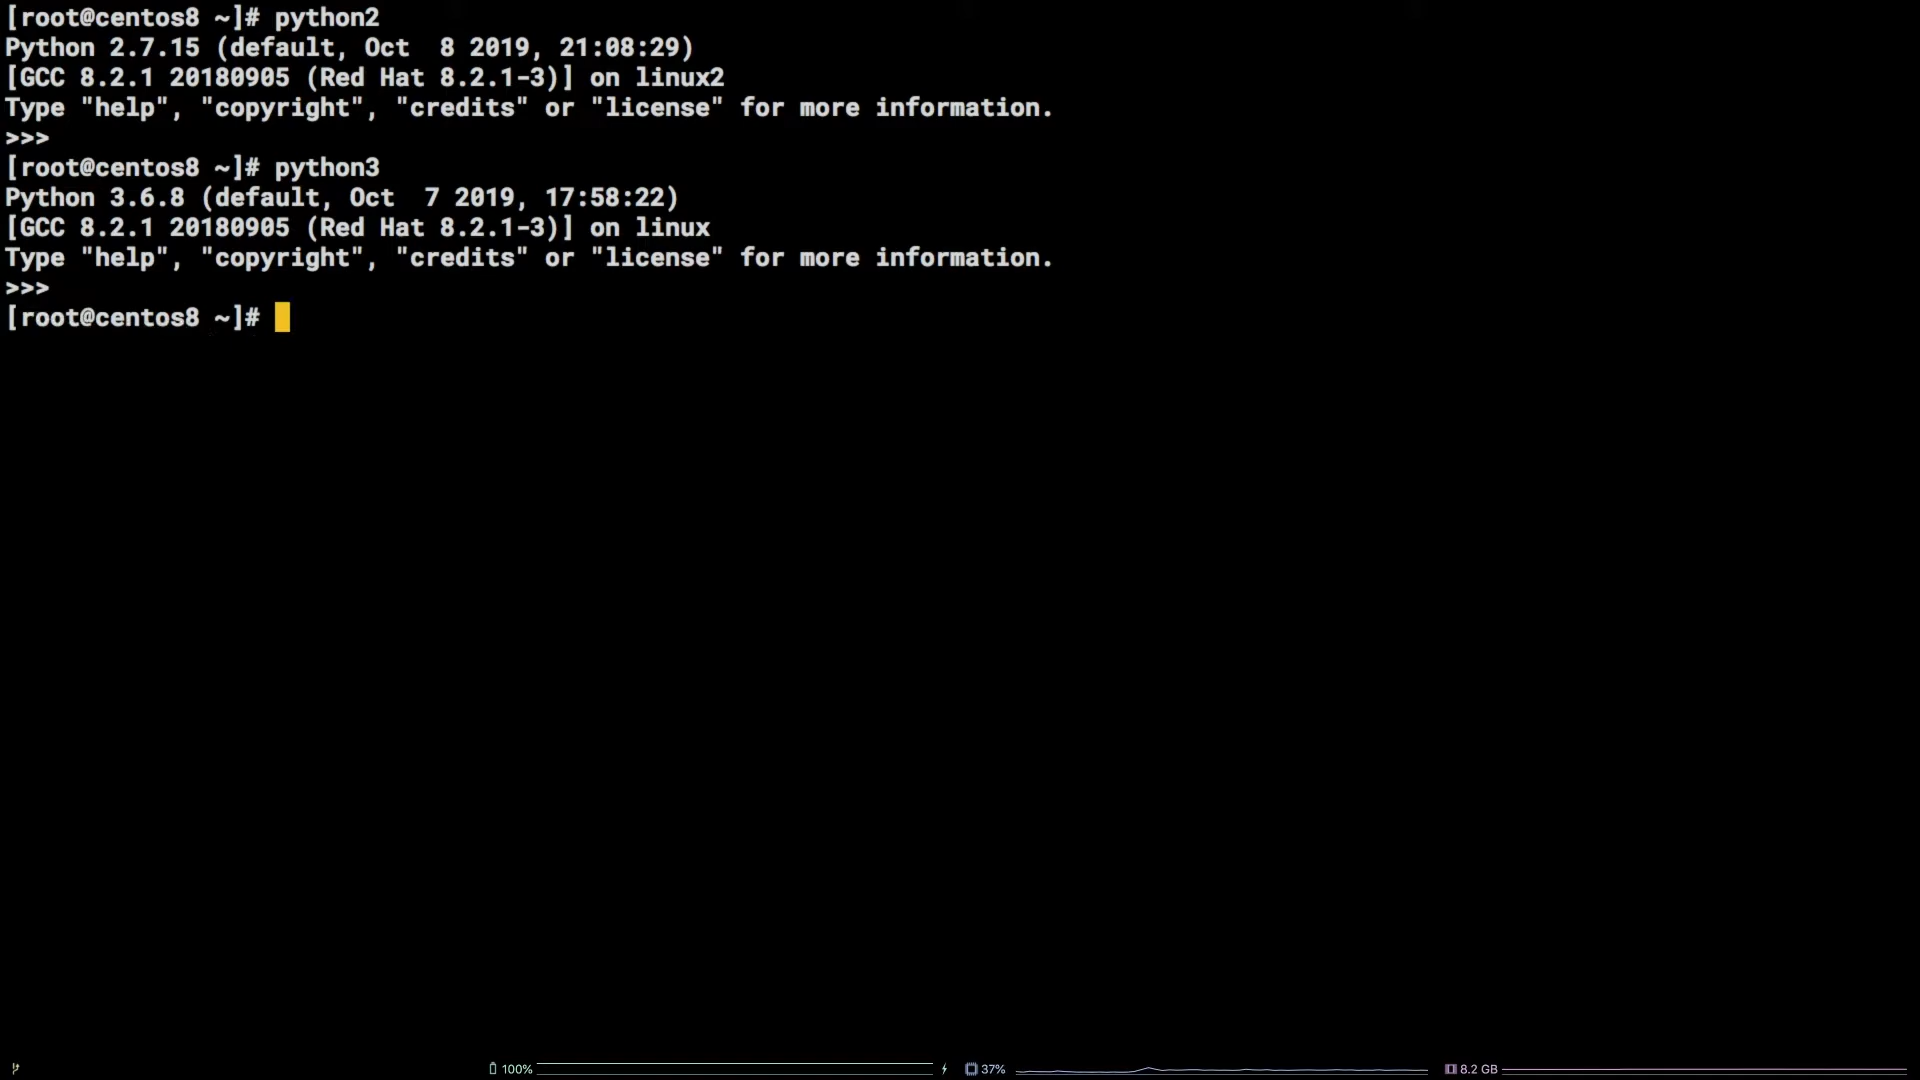 [root@centos8 ~]# python2
Python 2.7.15 (default, Oct  8 2019, 21:08:29)
[GCC 8.2.1 20180905 (Red Hat 8.2.1-3)] on linux2
Type "help", "copyright", "credits" or "license" for more information.
>>>
[root@centos8 ~]# python3
Python 3.6.8 (default, Oct  7 2019, 17:58:22)
[GCC 8.2.1 20180905 (Red Hat 8.2.1-3)] on linux
Type "help", "copyright", "credits" or "license" for more information.
>>>
[root@centos8 ~]#
100% 37% 8.2 GB